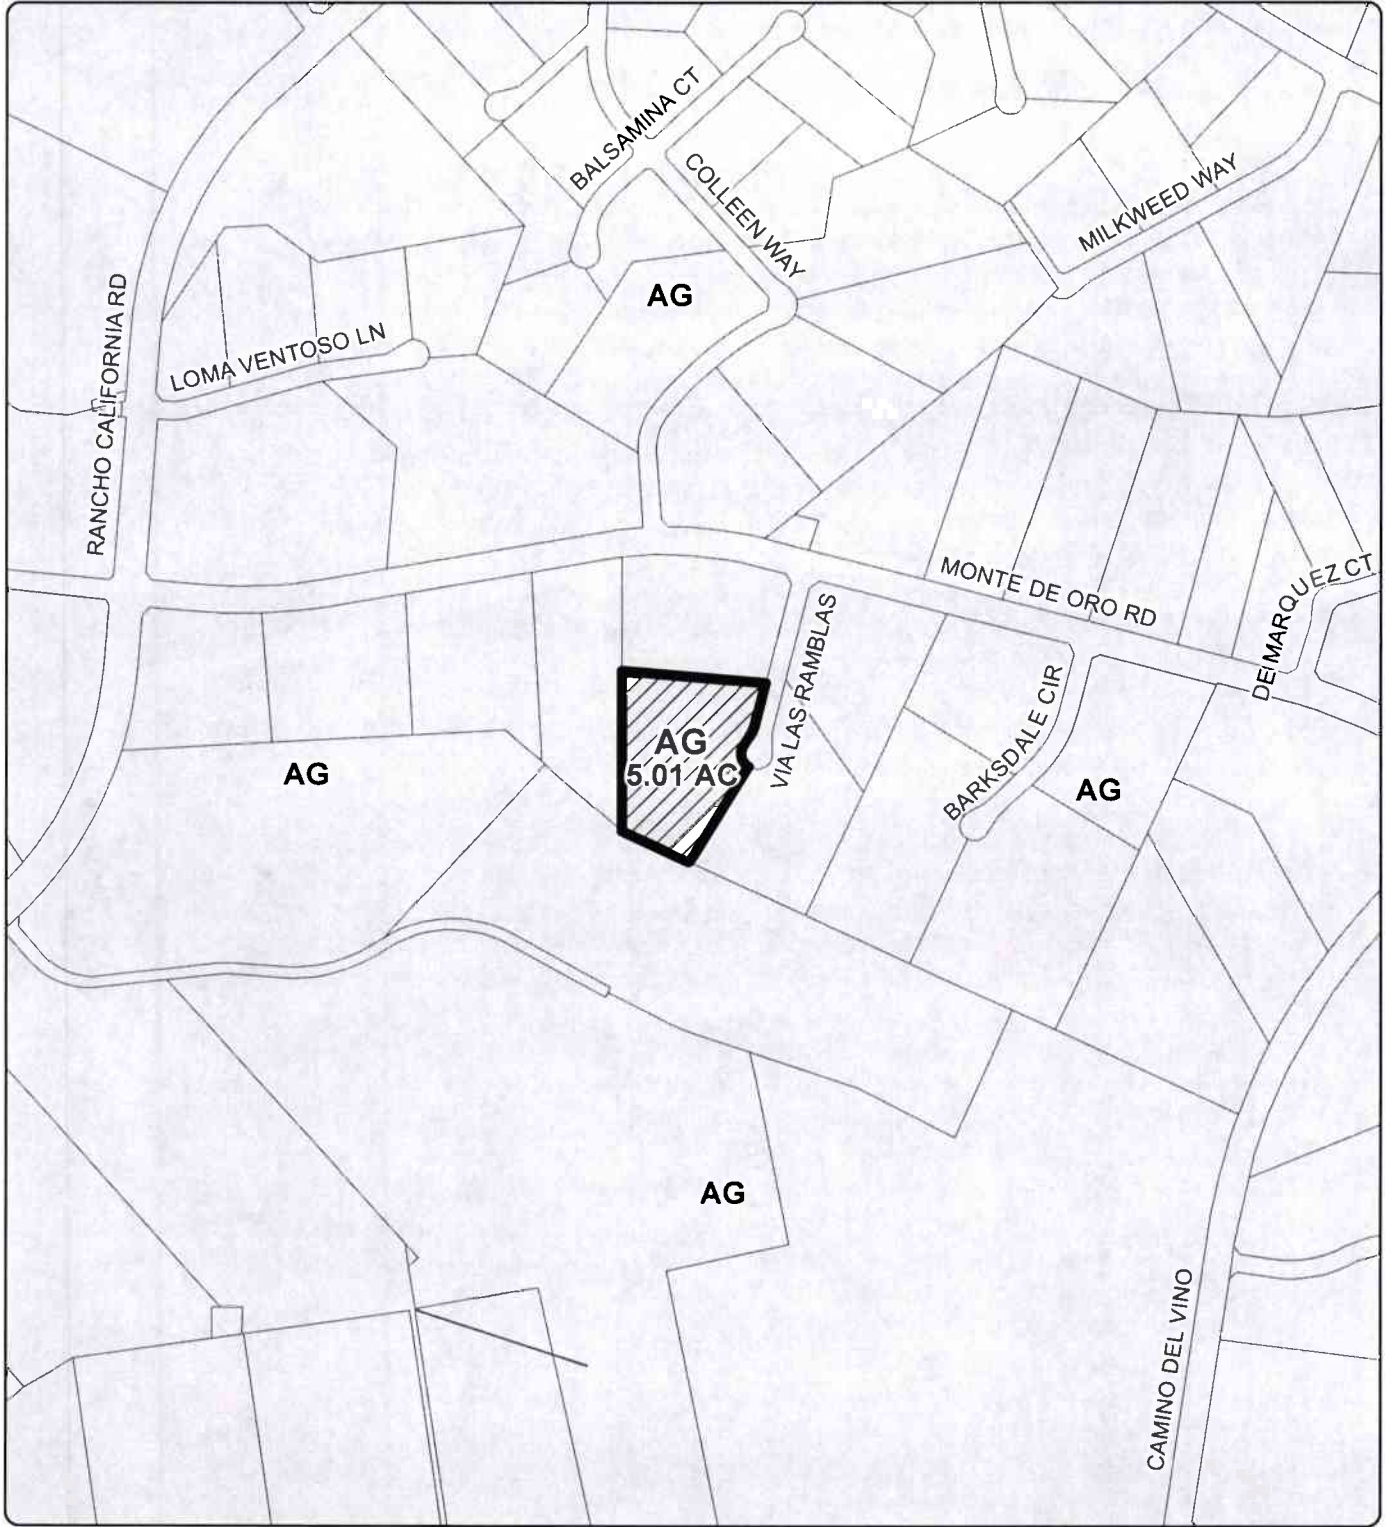 BALSAMINA CT
COLLEEN WAY
MILKWEED WAY
AG
RANCHO CALIFORNIA RD
LOMA VENTOSO LN
MONTE DE ORO RD
DEI MARQUEZ CT
VIA LAS RAMBLAS
BARKSDALE CIR
AG
5.01 AC
AG
AG
AG
CAMINO DEL VINO